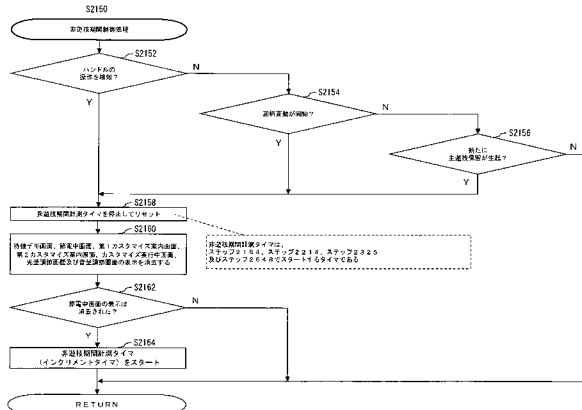 S2150
非遊技期間制御処理
S2152
ハンドルの
操作を検知？
N
Y
S2154
図柄変動が開始？
N
Y
S2156
新たに
主遊技保留が生起？
N
Y
S2158
非遊技期間計測タイマを停止してリセット
S2160
待機デモ画面、節電中画面、第1カスタマイズ案内画面、
第2カスタマイズ案内画面、カスタマイズ実行中画面、
光量調節画面及び音量調節画面の表示を消去する
非遊技期間計測タイマは、
ステップ2184、ステップ2214、ステップ2325
及びステップ2648でスタートするタイマである
S2162
節電中画面の表示は
消去された？
N
Y
S2164
非遊技期間計測タイマ
（インクリメントタイマ）をスタート
RETURN